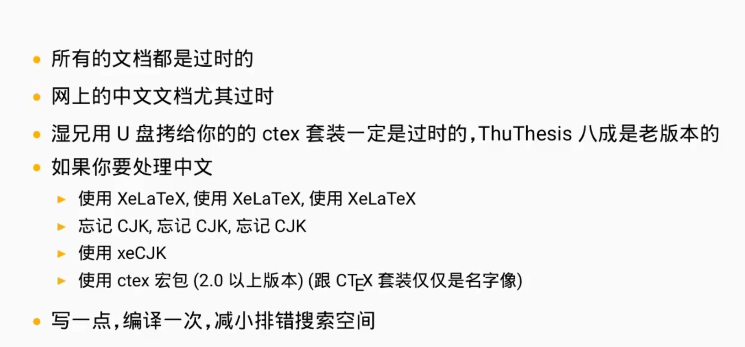 所有的文档都是过时的
网上的中文文档尤其过时
湿兄用 U 盘拷给你的的 ctex 套装一定是过时的,ThuThesis 八成是老版本的
如果你要处理中文
使用 XeLaTeX, 使用 XeLaTeX, 使用 XeLaTeX
忘记 CJK, 忘记 CJK, 忘记 CJK
使用 xeCJK
使用 ctex 宏包 (2.0 以上版本) (跟 CTEX 套装仅仅是名字像)
写一点,编译一次,减小排错搜索空间